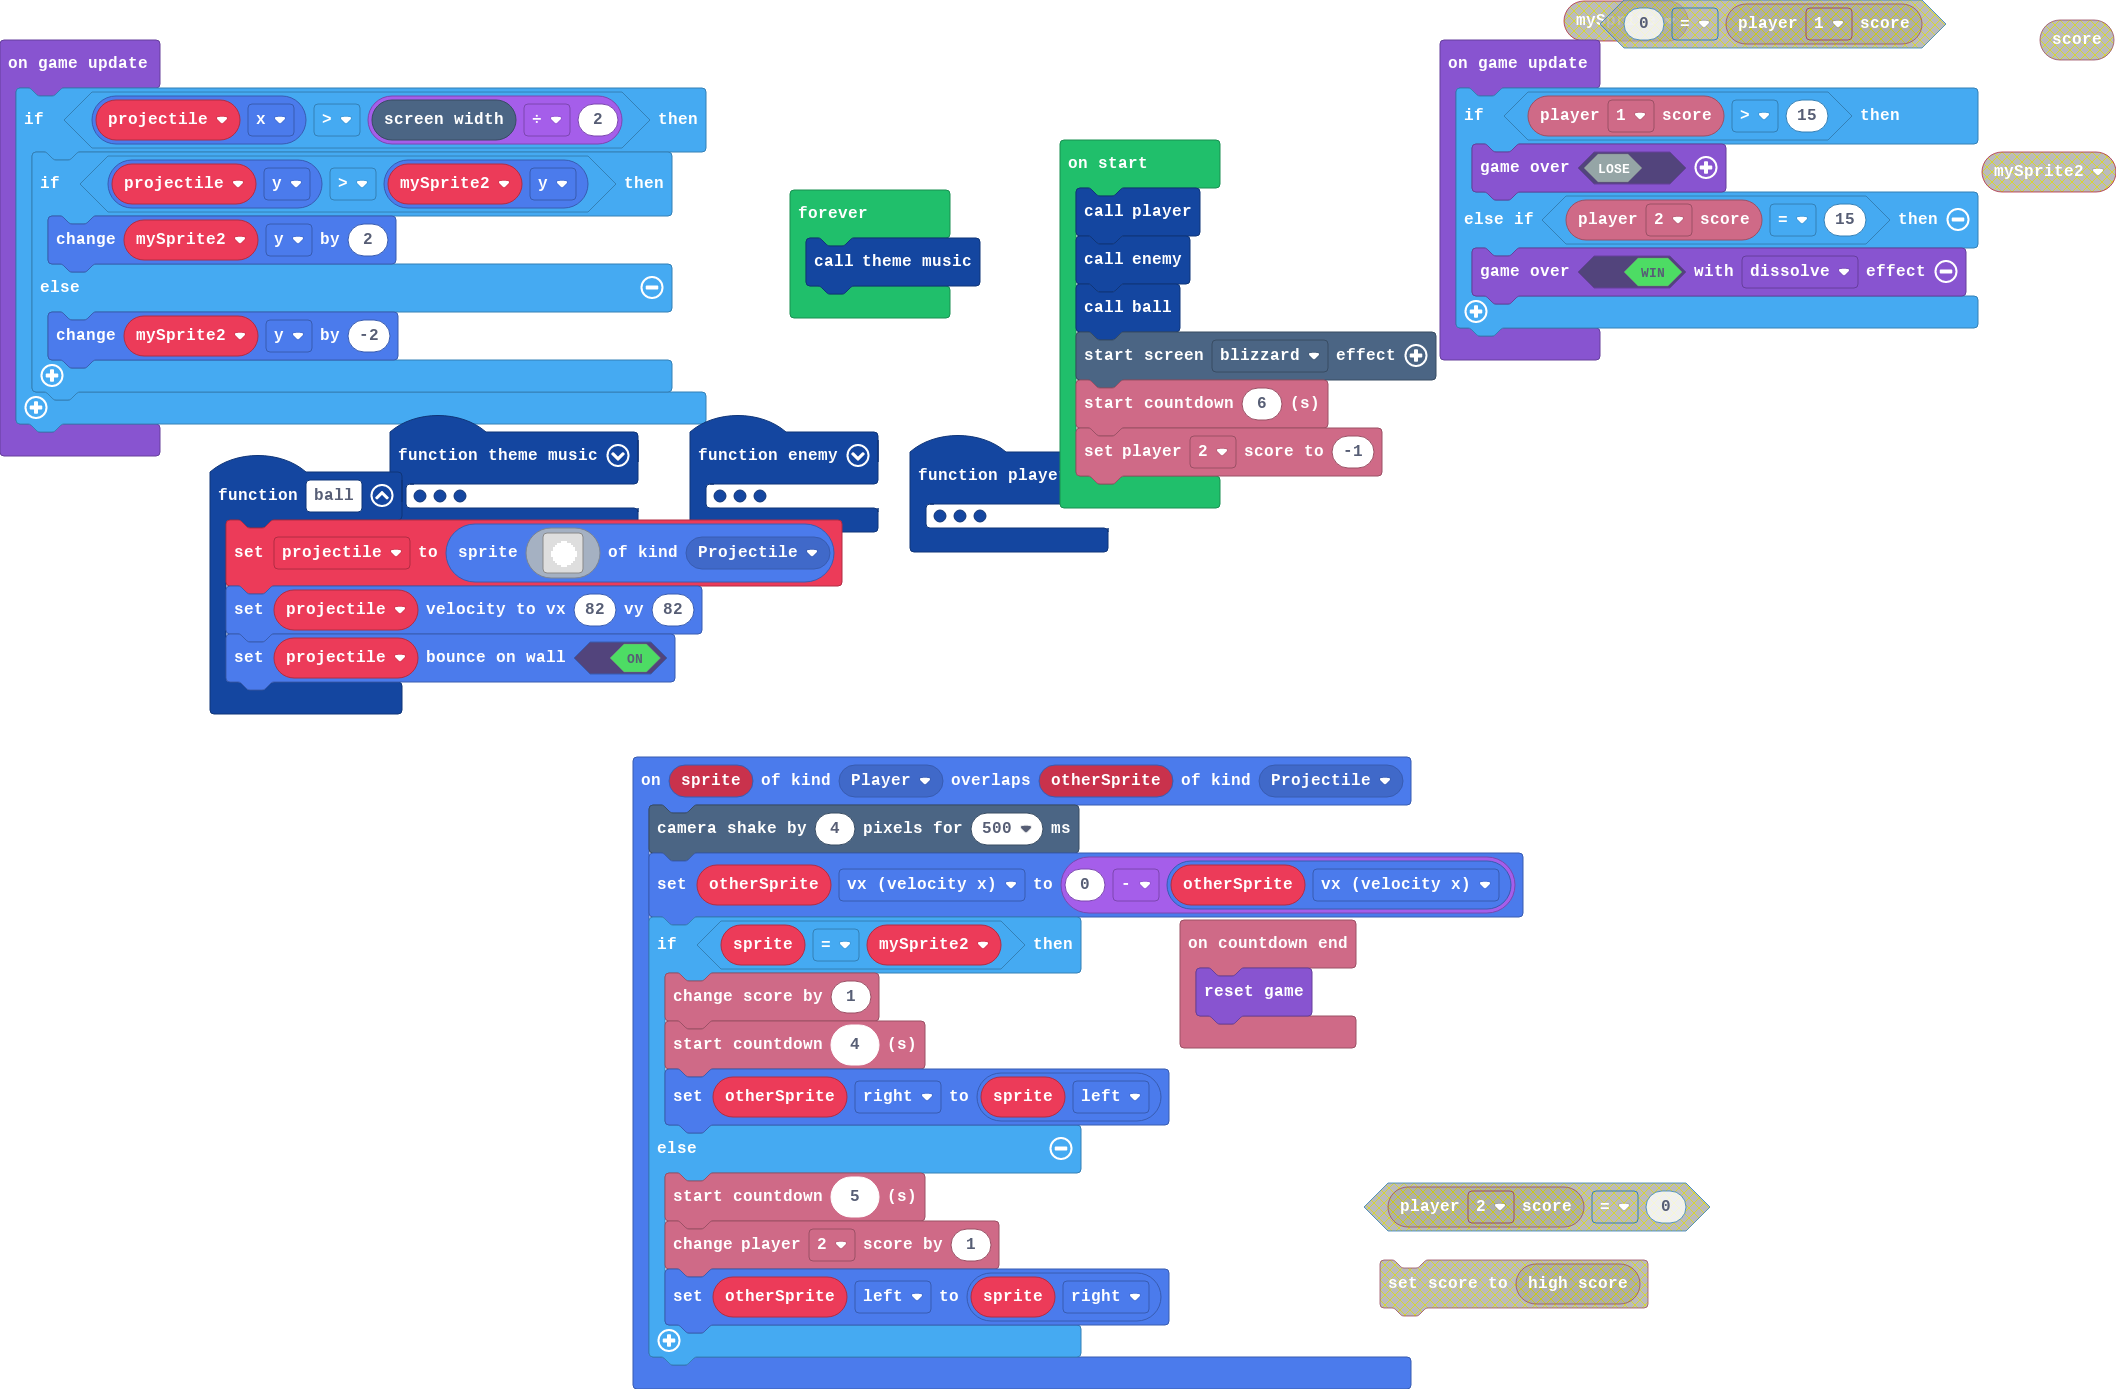 on game update
if projectile x > screen width ÷ 2 then
if projectile y > mySprite2 y then
change mySprite2 y by 2
else
change mySprite2 y by -2
forever
call theme music
on start
call player
call enemy
call ball
start screen blizzard effect
start countdown 6 (s)
set player 2 score to -1
0 = player 1 score
score
on game update
if player 1 score > 15 then
game over LOSE
else if player 2 score = 15 then
game over WIN with dissolve effect
mySprite2
function theme music
function enemy
function playe
function ball
set projectile to sprite of kind Projectile
set projectile velocity to vx 82 vy 82
set projectile bounce on wall ON
on sprite of kind Player overlaps otherSprite of kind Projectile
camera shake by 4 pixels for 500 ms
set otherSprite vx (velocity x) to 0 - otherSprite vx (velocity x)
if sprite = mySprite2 then
change score by 1
start countdown 4 (s)
set otherSprite right to sprite left
else
start countdown 5 (s)
change player 2 score by 1
set otherSprite left to sprite right
on countdown end
reset game
player 2 score = 0
set score to high score